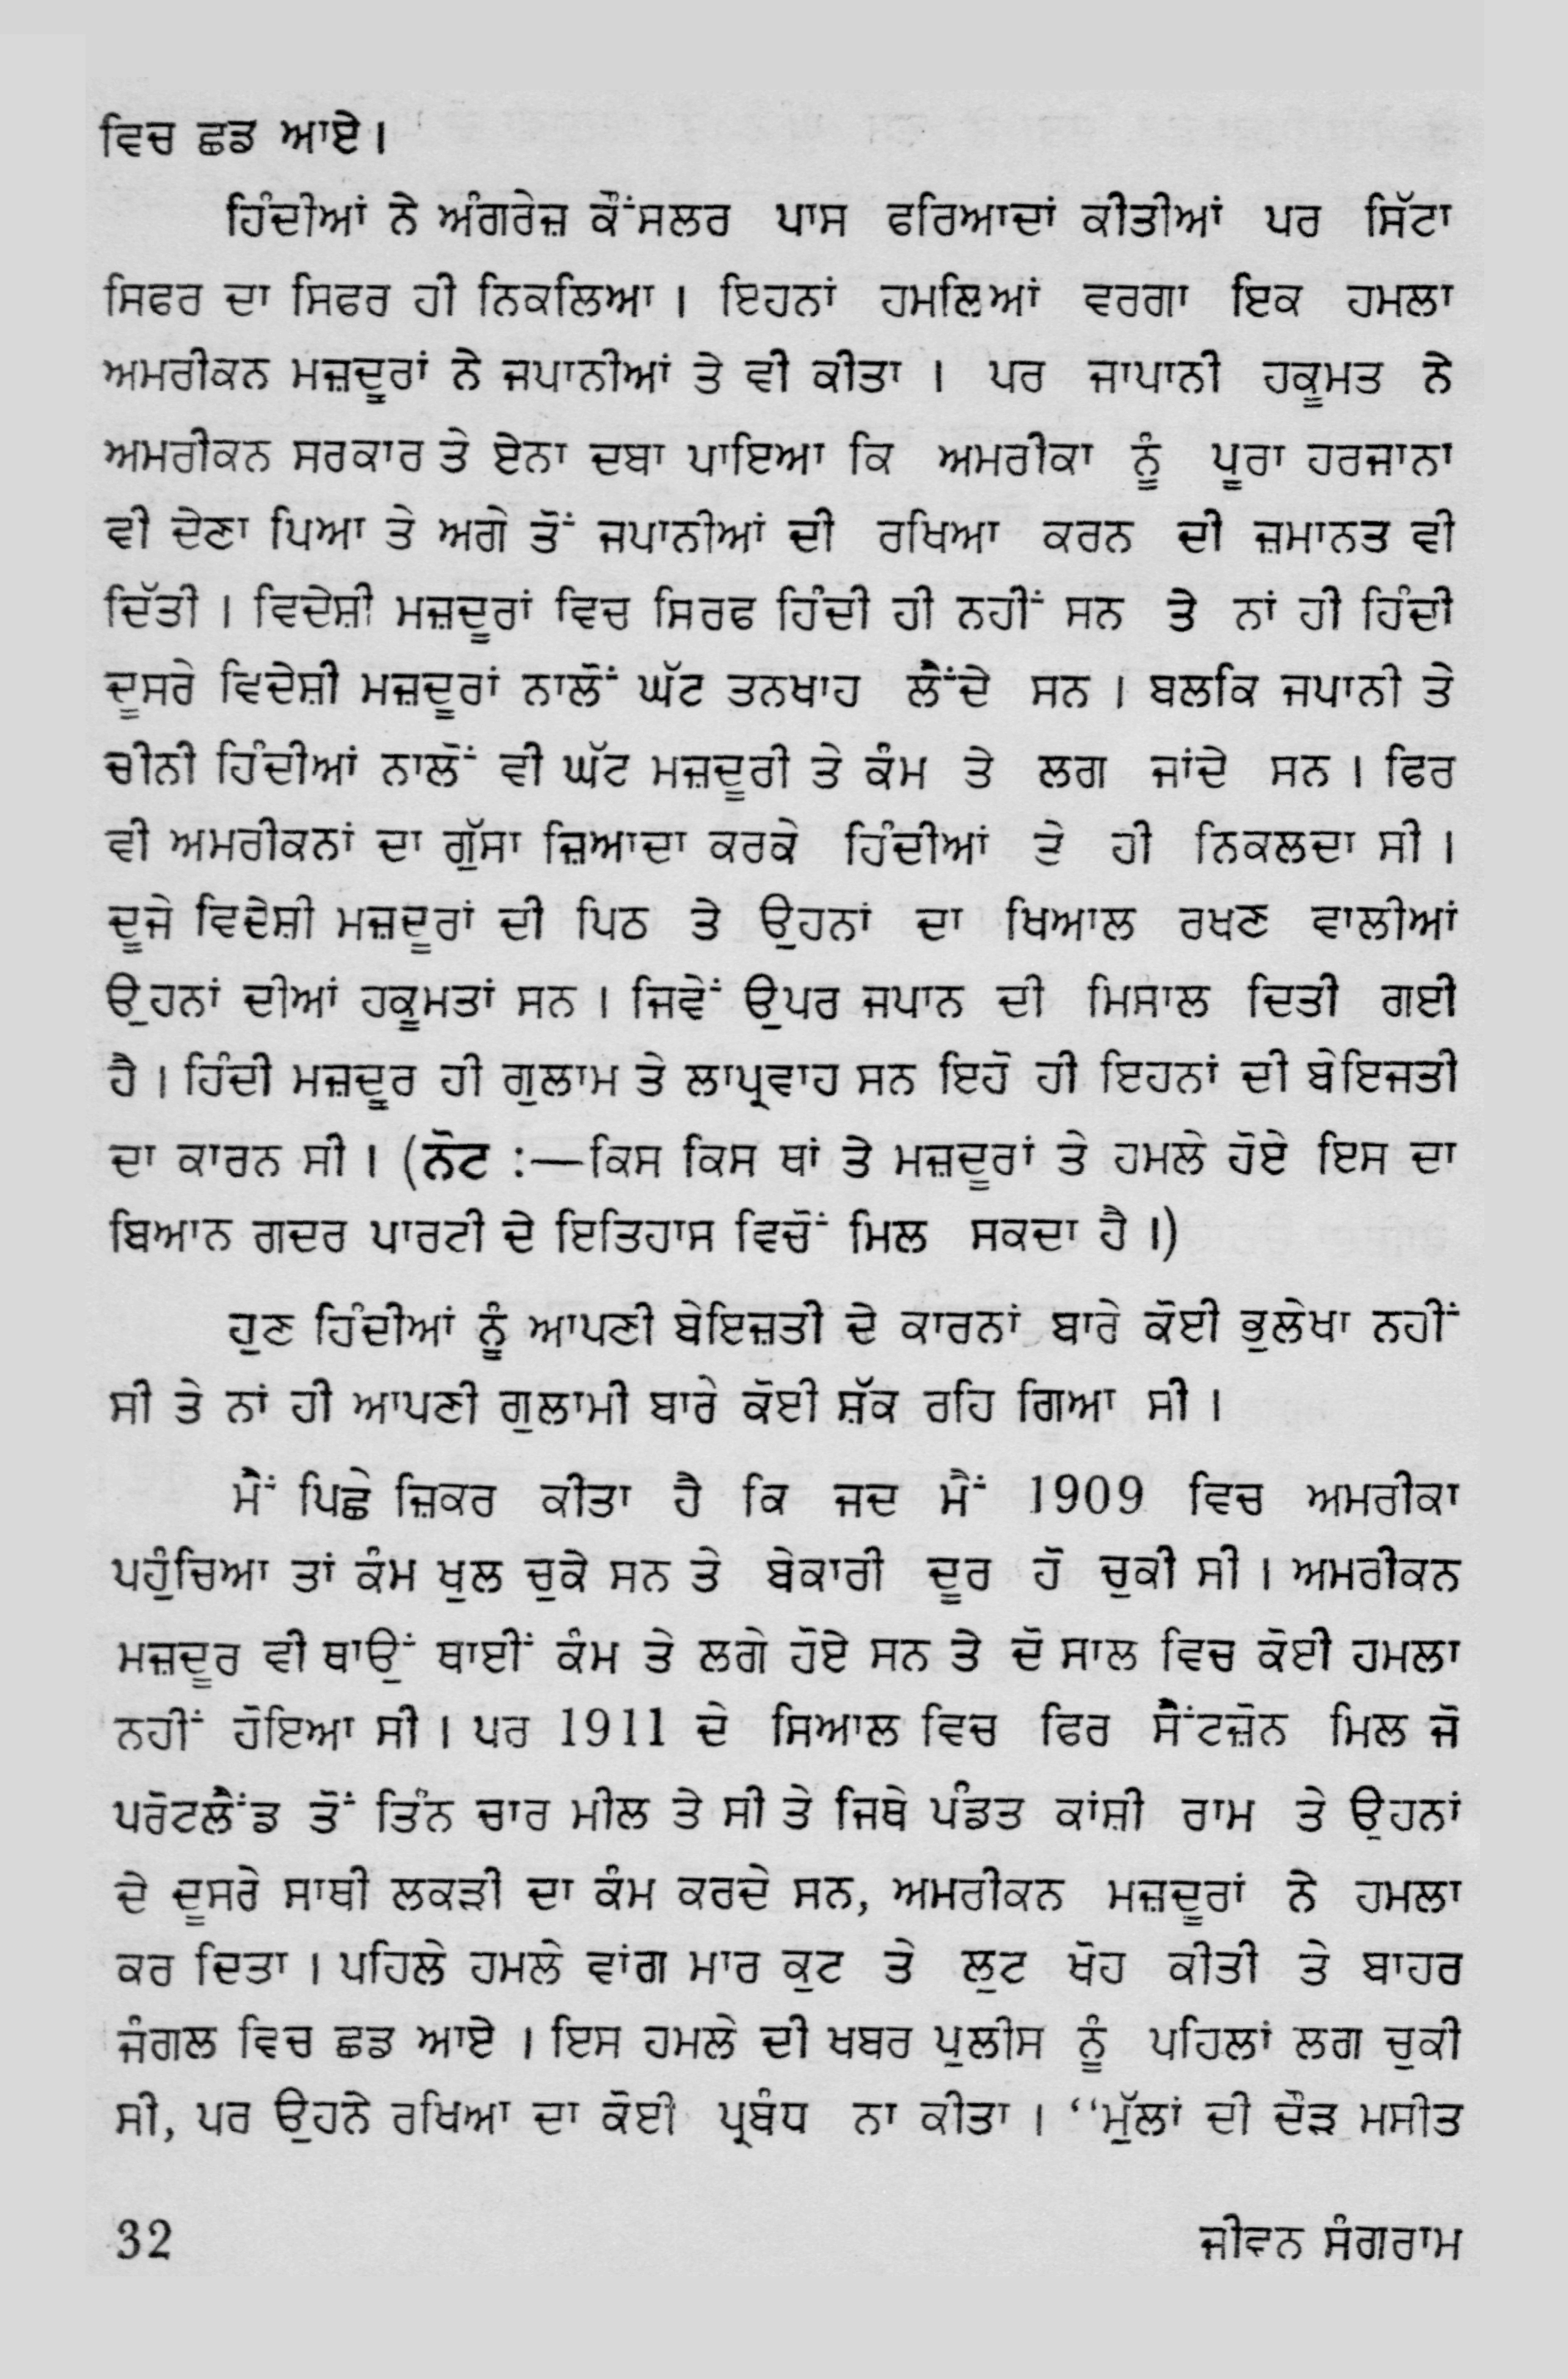 ਵਿਚ ਛਡ ਆਏ।
ਹਿੰਦੀਆਂ ਨੇ ਅੰਗਰੇਜ਼ ਕੌਂਸਲਰ ਪਾਸ ਫਰਿਆਦਾਂ ਕੀਤੀਆਂ ਪਰ ਸਿੱਟਾ
ਸਿਫਰ ਦਾ ਸਿਫਰ ਹੀ ਨਿਕਲਿਆ। ਇਹਨਾਂ ਹਮਲਿਆਂ ਵਰਗਾ ਇਕ ਹਮਲਾ
ਅਮਰੀਕਨ ਮਜ਼ਦੂਰਾਂ ਨੇ ਜਪਾਨੀਆਂ ਤੇ ਵੀ ਕੀਤਾ । ਪਰ ਜਾਪਾਨੀ ਹਕੂਮਤ ਨੇ
ਅਮਰੀਕਨ ਸਰਕਾਰ ਤੇ ਏਨਾ ਦਬਾ ਪਾਇਆ ਕਿ ਅਮਰੀਕਾ ਨੂੰ ਪੂਰਾ ਹਰਜਾਨਾ
ਵੀ ਦੇਣਾ ਪਿਆ ਤੇ ਅਗੇ ਤੋਂ ਜਪਾਨੀਆਂ ਦੀ ਰਖਿਆ ਕਰਨ ਦੀ ਜ਼ਮਾਨਤ ਵੀ
ਦਿੱਤੀ । ਵਿਦੇਸ਼ੀ ਮਜ਼ਦੂਰਾਂ ਵਿਚ ਸਿਰਫ ਹਿੰਦੀ ਹੀ ਨਹੀਂ ਸਨ ਤੇ ਨਾਂ ਹੀ ਹਿੰਦੀ
ਦੂਸਰੇ ਵਿਦੇਸ਼ੀ ਮਜ਼ਦੂਰਾਂ ਨਾਲੋਂ ਘੱਟ ਤਨਖਾਹ ਲੈਂਦੇ ਸਨ । ਬਲਕਿ ਜਪਾਨੀ ਤੇ
ਚੀਨੀ ਹਿੰਦੀਆਂ ਨਾਲੋਂ ਵੀ ਘੱਟ ਮਜ਼ਦੂਰੀ ਤੇ ਕੰਮ ਤੇ ਲਗ ਜਾਂਦੇ ਸਨ । ਫਿਰ
ਵੀ ਅਮਰੀਕਨਾਂ ਦਾ ਗੁੱਸਾ ਜ਼ਿਆਦਾ ਕਰਕੇ ਹਿੰਦੀਆਂ ਤੇ ਹੀ ਨਿਕਲਦਾ ਸੀ ।
ਦੂਜੇ ਵਿਦੇਸ਼ੀ ਮਜ਼ਦੂਰਾਂ ਦੀ ਪਿਠ ਤੇ ਉਹਨਾਂ ਦਾ ਖਿਆਲ ਰਖਣ ਵਾਲੀਆਂ
ਉਹਨਾਂ ਦੀਆਂ ਹਕੂਮਤਾਂ ਸਨ । ਜਿਵੇਂ ਉਪਰ ਜਪਾਨ ਦੀ ਮਿਸਾਲ ਦਿਤੀ ਗਈ
ਹੈ । ਹਿੰਦੀ ਮਜ਼ਦੂਰ ਹੀ ਗੁਲਾਮ ਤੇ ਲਾਪ੍ਰਵਾਹ ਸਨ ਇਹੋ ਹੀ ਇਹਨਾਂ ਦੀ ਬੇਇਜਤੀ
ਦਾ ਕਾਰਨ ਸੀ । (ਨੋਟ :—ਕਿਸ ਕਿਸ ਥਾਂ ਤੇ ਮਜ਼ਦੂਰਾਂ ਤੇ ਹਮਲੇ ਹੋਏ ਇਸ ਦਾ
ਬਿਆਨ ਗਦਰ ਪਾਰਟੀ ਦੇ ਇਤਿਹਾਸ ਵਿਚੋਂ ਮਿਲ ਸਕਦਾ ਹੈ ।)
ਹੁਣ ਹਿੰਦੀਆਂ ਨੂੰ ਆਪਣੀ ਬੇਇਜ਼ਤੀ ਦੇ ਕਾਰਨਾਂ ਬਾਰੇ ਕੋਈ ਭੁਲੇਖਾ ਨਹੀਂ
ਸੀ ਤੇ ਨਾਂ ਹੀ ਆਪਣੀ ਗੁਲਾਮੀ ਬਾਰੇ ਕੋਈ ਸ਼ੱਕ ਰਹਿ ਗਿਆ ਸੀ ।
ਮੈਂ ਪਿਛੇ ਜ਼ਿਕਰ ਕੀਤਾ ਹੈ ਕਿ ਜਦ ਮੈਂ 1909 ਵਿਚ ਅਮਰੀਕਾ
ਪਹੁੰਚਿਆ ਤਾਂ ਕੰਮ ਖੁਲ ਚੁਕੇ ਸਨ ਤੇ ਬੇਕਾਰੀ ਦੂਰ ਹੋ ਚੁਕੀ ਸੀ । ਅਮਰੀਕਨ
ਮਜ਼ਦੂਰ ਵੀ ਥਾਉਂ ਥਾਈਂ ਕੰਮ ਤੇ ਲਗੇ ਹੋਏ ਸਨ ਤੇ ਦੋ ਸਾਲ ਵਿਚ ਕੋਈ ਹਮਲਾ
ਨਹੀਂ ਹੋਇਆ ਸੀ । ਪਰ 1911 ਦੇ ਸਿਆਲ ਵਿਚ ਫਿਰ ਸੈਂਟਜ਼ੋਨ ਮਿਲ ਜੋ
ਪਰੋਟਲੈਂਡ ਤੋਂ ਤਿੰਨ ਚਾਰ ਮੀਲ ਤੇ ਸੀ ਤੇ ਜਿਥੇ ਪੰਡਤ ਕਾਂਸ਼ੀ ਰਾਮ ਤੇ ਉਹਨਾਂ
ਦੇ ਦੂਸਰੇ ਸਾਥੀ ਲਕੜੀ ਦਾ ਕੰਮ ਕਰਦੇ ਸਨ, ਅਮਰੀਕਨ ਮਜ਼ਦੂਰਾਂ ਨੇ ਹਮਲਾ
ਕਰ ਦਿਤਾ । ਪਹਿਲੇ ਹਮਲੇ ਵਾਂਗ ਮਾਰ ਕੁਟ ਤੇ ਲੁਟ ਖੋਹ ਕੀਤੀ ਤੇ ਬਾਹਰ
ਜੰਗਲ ਵਿਚ ਛਡ ਆਏ । ਇਸ ਹਮਲੇ ਦੀ ਖਬਰ ਪੁਲੀਸ ਨੂੰ ਪਹਿਲਾਂ ਲਗ ਚੁਕੀ
ਸੀ, ਪਰ ਉਹਨੇ ਰਖਿਆ ਦਾ ਕੋਈ ਪ੍ਰਬੰਧ ਨਾ ਕੀਤਾ । ‘‘ਮੁੱਲਾਂ ਦੀ ਦੌੜ ਮਸੀਤ
32 ਜੀਵਨ ਸੰਗਰਾਮ